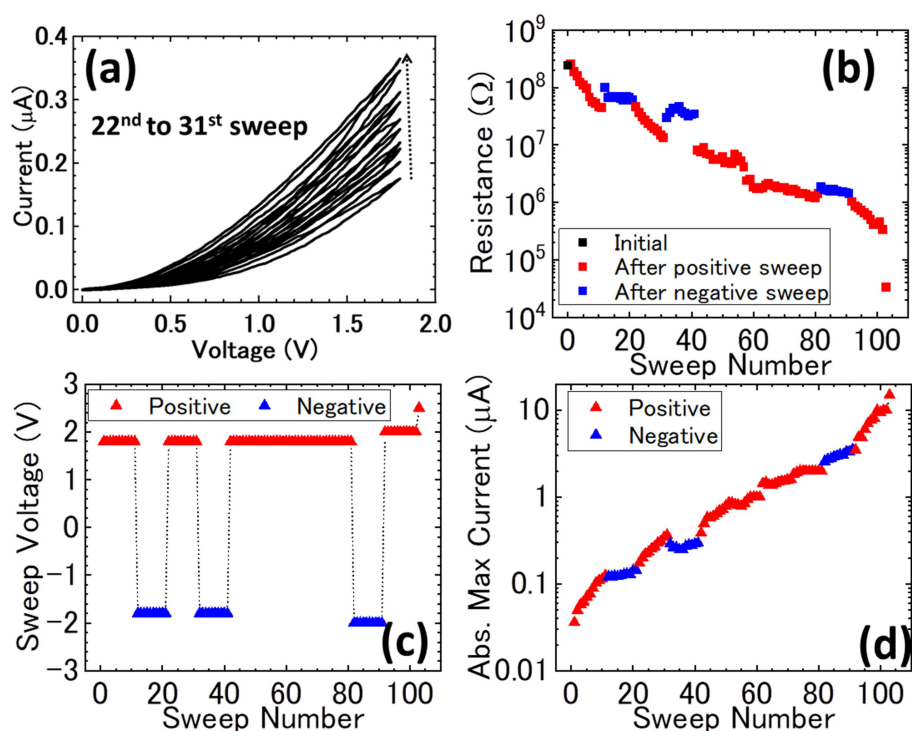 (a)
22nd to 31st sweep
Current (μA)
0.4
0.3
0.2
0.1
0.0
0.0 0.5 1.0 1.5 2.0
Voltage (V)
(b)
Resistance (Ω)
10⁹
10⁸
10⁷
10⁶
10⁵
10⁴
Initial
After positive sweep
After negative sweep
0 20 40 60 80 100
Sweep Number
(c)
Positive Negative
Sweep Voltage (V)
3
2
1
0
−1
−2
−3
0 20 40 60 80 100
Sweep Number
(d)
Positive
Negative
Abs. Max Current (μA)
10
1
0.1
0.01
0 20 40 60 80 100
Sweep Number